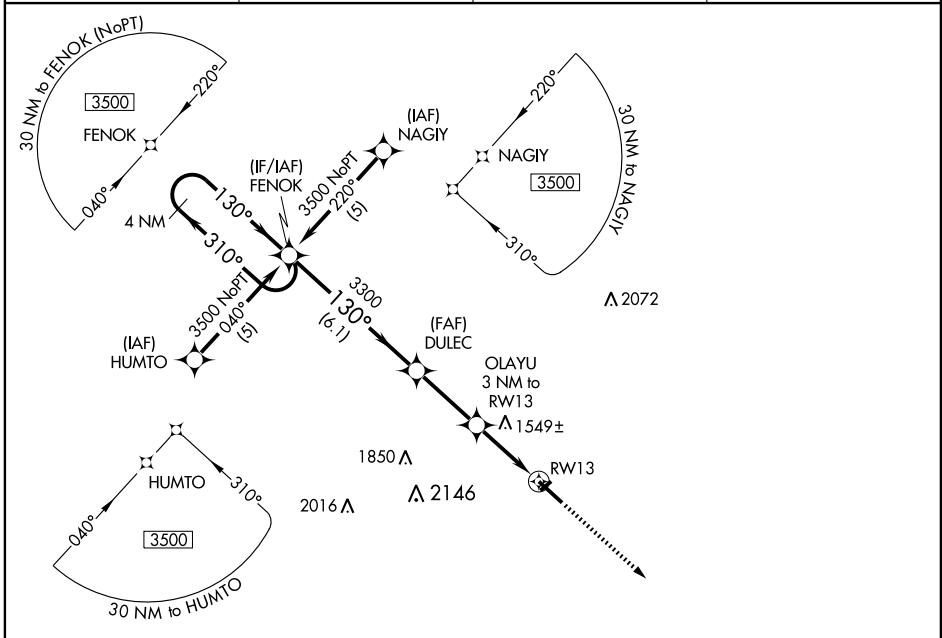 30 NM to FENOK (NoPT)
3500
220°
FENOK
040°
(IAF)
NAGIY
220°
NAGIY
3500
30 NM to NAGIY
310°
(IF/IAF)
FENOK
3500 NoPT
220°
(5)
130°
4 NM
310°
3500 NoPT
040°
(5)
(IAF)
HUMTO
3300
130°
(6.1)
2072
(FAF)
DULEC
OLAYU
3 NM to
RW13
1549±
1850
RW13
2016
2146
HUMTO
310°
040°
3500
30 NM to HUMTO